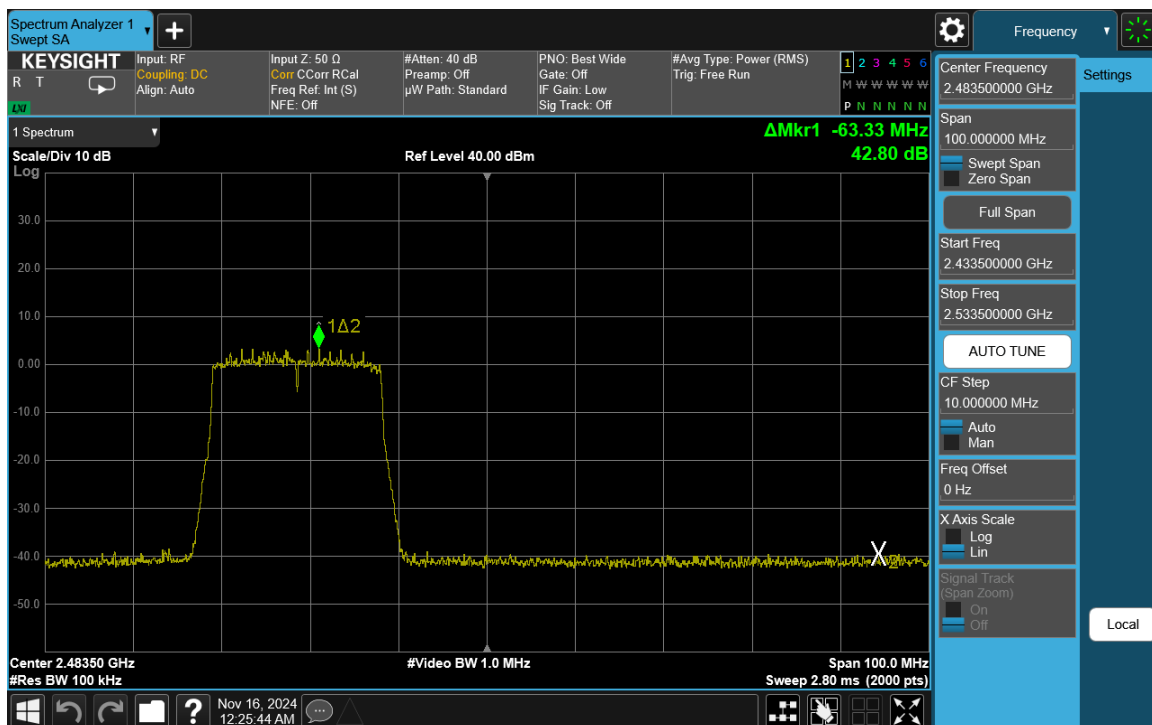 Spectrum Analyzer 1
Swept SA
Frequency
KEYSIGHT
R T
LXI
Input: RF
Coupling: DC
Align: Auto
Input Z: 50 Ω
Corr CCorr RCal
Freq Ref: Int (S)
NFE: Off
#Atten: 40 dB
Preamp: Off
µW Path: Standard
PNO: Best Wide
Gate: Off
IF Gain: Low
Sig Track: Off
#Avg Type: Power (RMS)
Trig: Free Run
1 2 3 4 5 6
M W W W W W
P N N N N N
1 Spectrum
Scale/Div 10 dB
Log
Ref Level 40.00 dBm
ΔMkr1 -63.33 MHz
42.80 dB
30.0
20.0
10.0
0.00
-10.0
-20.0
-30.0
-40.0
-50.0
1Δ2
X2
Center 2.48350 GHz
#Res BW 100 kHz
#Video BW 1.0 MHz
Span 100.0 MHz
Sweep 2.80 ms (2000 pts)
Center Frequency
2.483500000 GHz
Span
100.000000 MHz
Swept Span
Zero Span
Full Span
Start Freq
2.433500000 GHz
Stop Freq
2.533500000 GHz
AUTO TUNE
CF Step
10.000000 MHz
Auto
Man
Freq Offset
0 Hz
X Axis Scale
Log
Lin
Signal Track
(Span Zoom)
On
Off
Settings
Local
?
Nov 16, 2024
12:25:44 AM